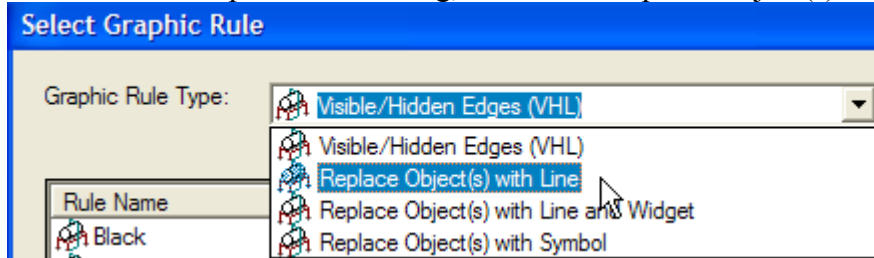 Select Graphic Rule
Graphic Rule Type:
Visible/Hidden Edges (VHL)
Visible/Hidden Edges (VHL)
Replace Object(s) with Line
Rule Name
Replace Object(s) with Line and Widget
Black
Replace Object(s) with Symbol